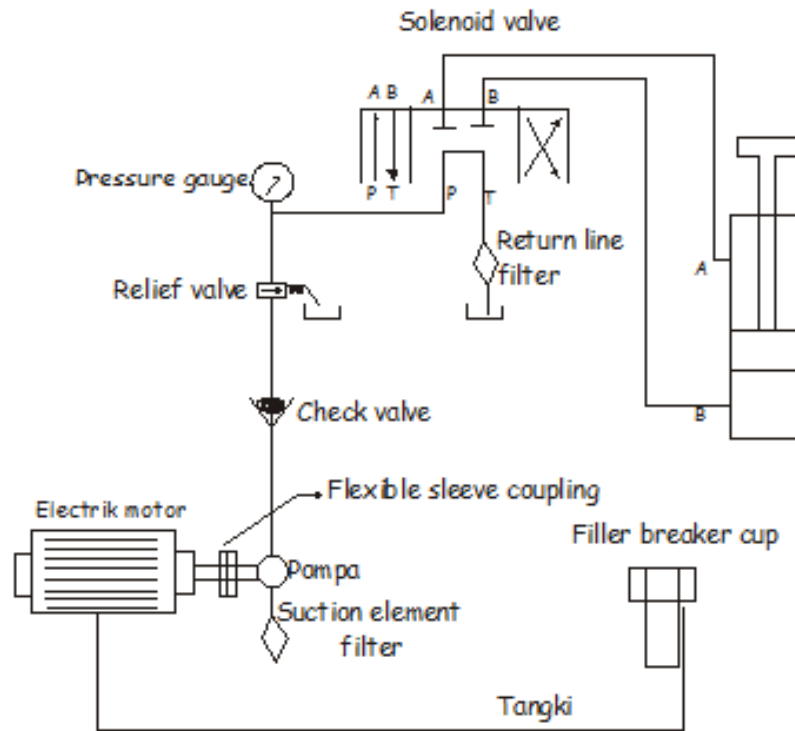 Solenoid valve
A B A B
Pressure gauge
P T P T
Return line
filter
A
Relief valve
Check valve
B
Flexible sleeve coupling
Electrik motor
Filler breaker cup
Pompa
Suction element
filter
Tangki